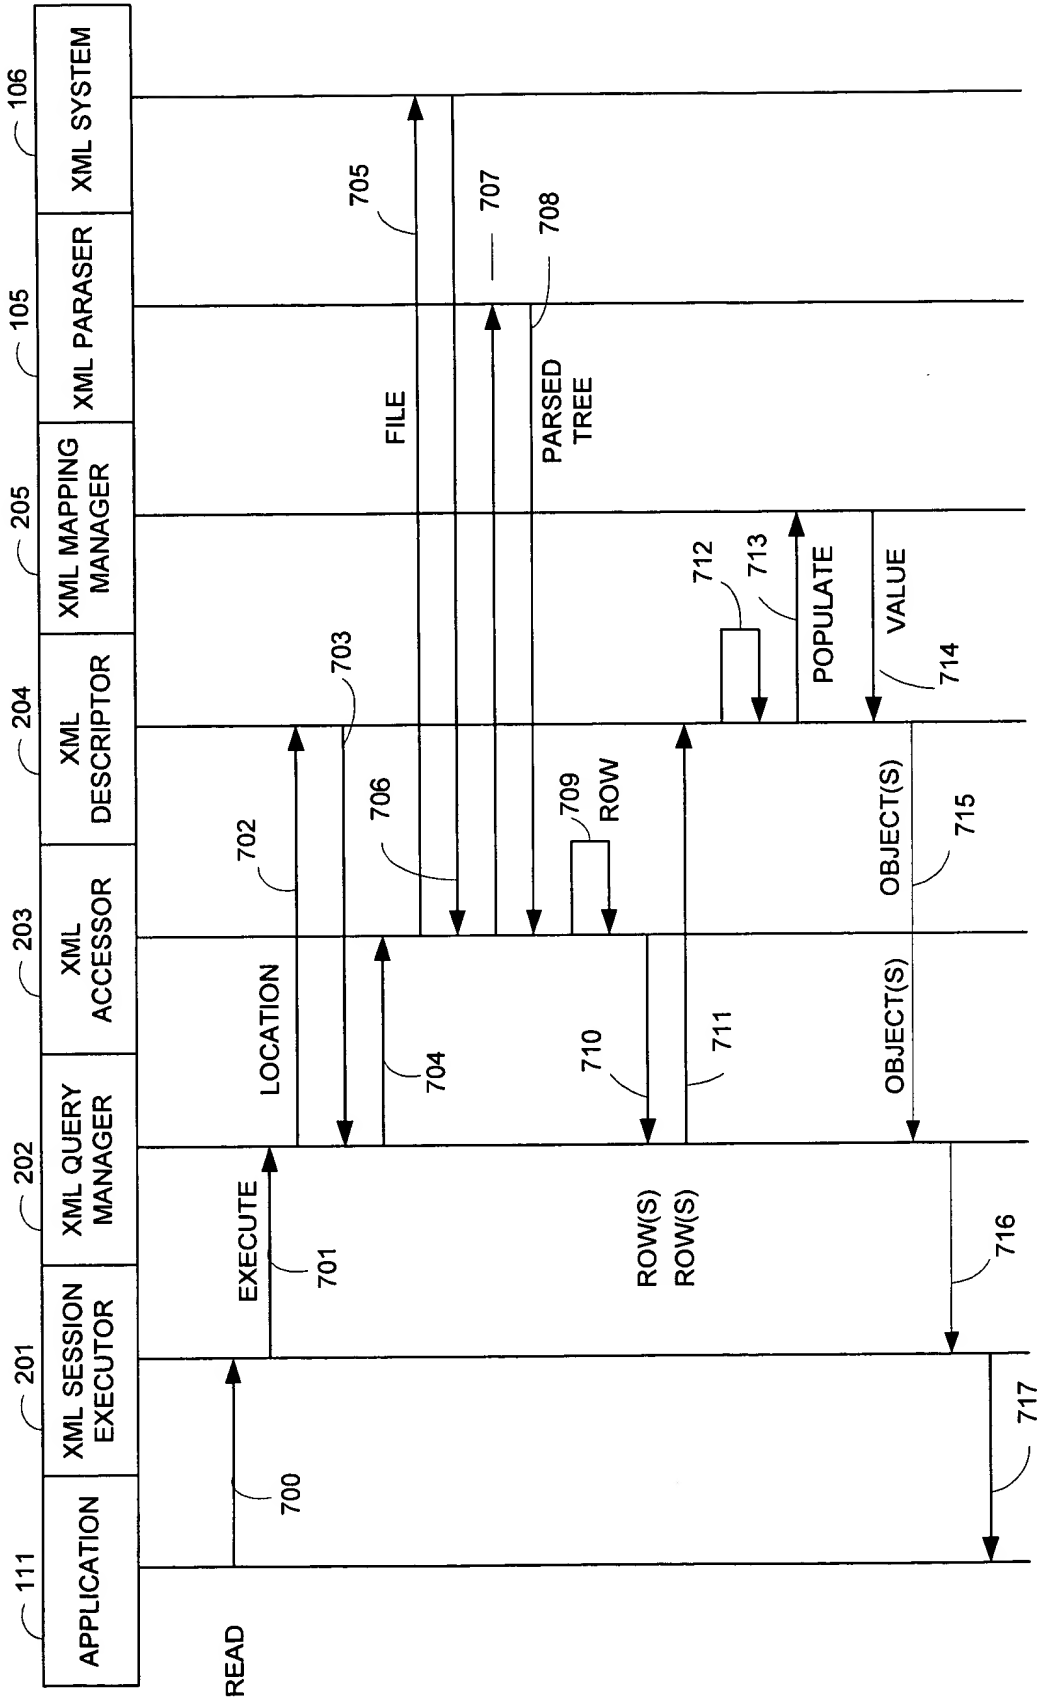 111
201
202
203
204
205
105
106
APPLICATION
XML SESSION
EXECUTOR
XML QUERY
MANAGER
XML
ACCESSOR
XML
DESCRIPTOR
XML MAPPING
MANAGER
XML PARASER
XML SYSTEM
READ
700
EXECUTE
701
LOCATION
702
703
704
FILE
705
706
707
PARSED
TREE
708
709
ROW
ROW(S)
710
ROW(S)
711
712
713
POPULATE
VALUE
714
OBJECT(S)
OBJECT(S)
715
716
717